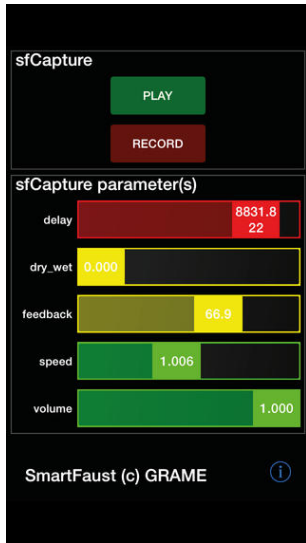 sfCapture
PLAY
RECORD
sfCapture parameter(s)
delay 8831.8
22
dry_wet 0.000
feedback 66.9
speed 1.006
volume 1.000
SmartFaust (c) GRAME i